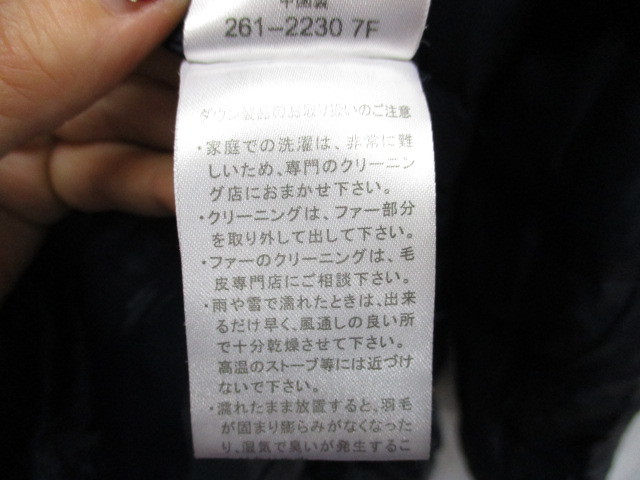 中国製
261-2230 7F
ダウン製品のお取り扱いのご注意
・家庭での洗濯は、非常に難
しいため、専門のクリーニン
グ店におまかせ下さい。
・クリーニングは、ファー部分
を取り外して出して下さい。
・ファーのクリーニングは、毛
皮専門店にご相談下さい。
・雨や雪で濡れたときは、出来
るだけ早く、風通しの良い所
で十分乾燥させて下さい。
高温のストーブ等には近づけ
ないで下さい。
・濡れたまま放置すると、羽毛
が固まり膨らみがなくなった
り、湿気で臭いが発生するこ